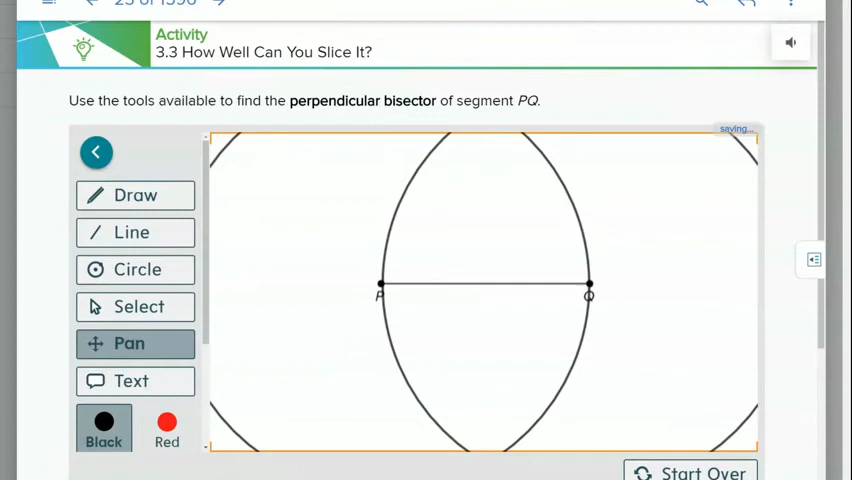 Activity
3.3 How Well Can You Slice It?
Use the tools available to find the perpendicular bisector of segment PQ.
saving...
Draw
Line
Circle
Select
Pan
Text
Black
Red
P
Q
Start Over